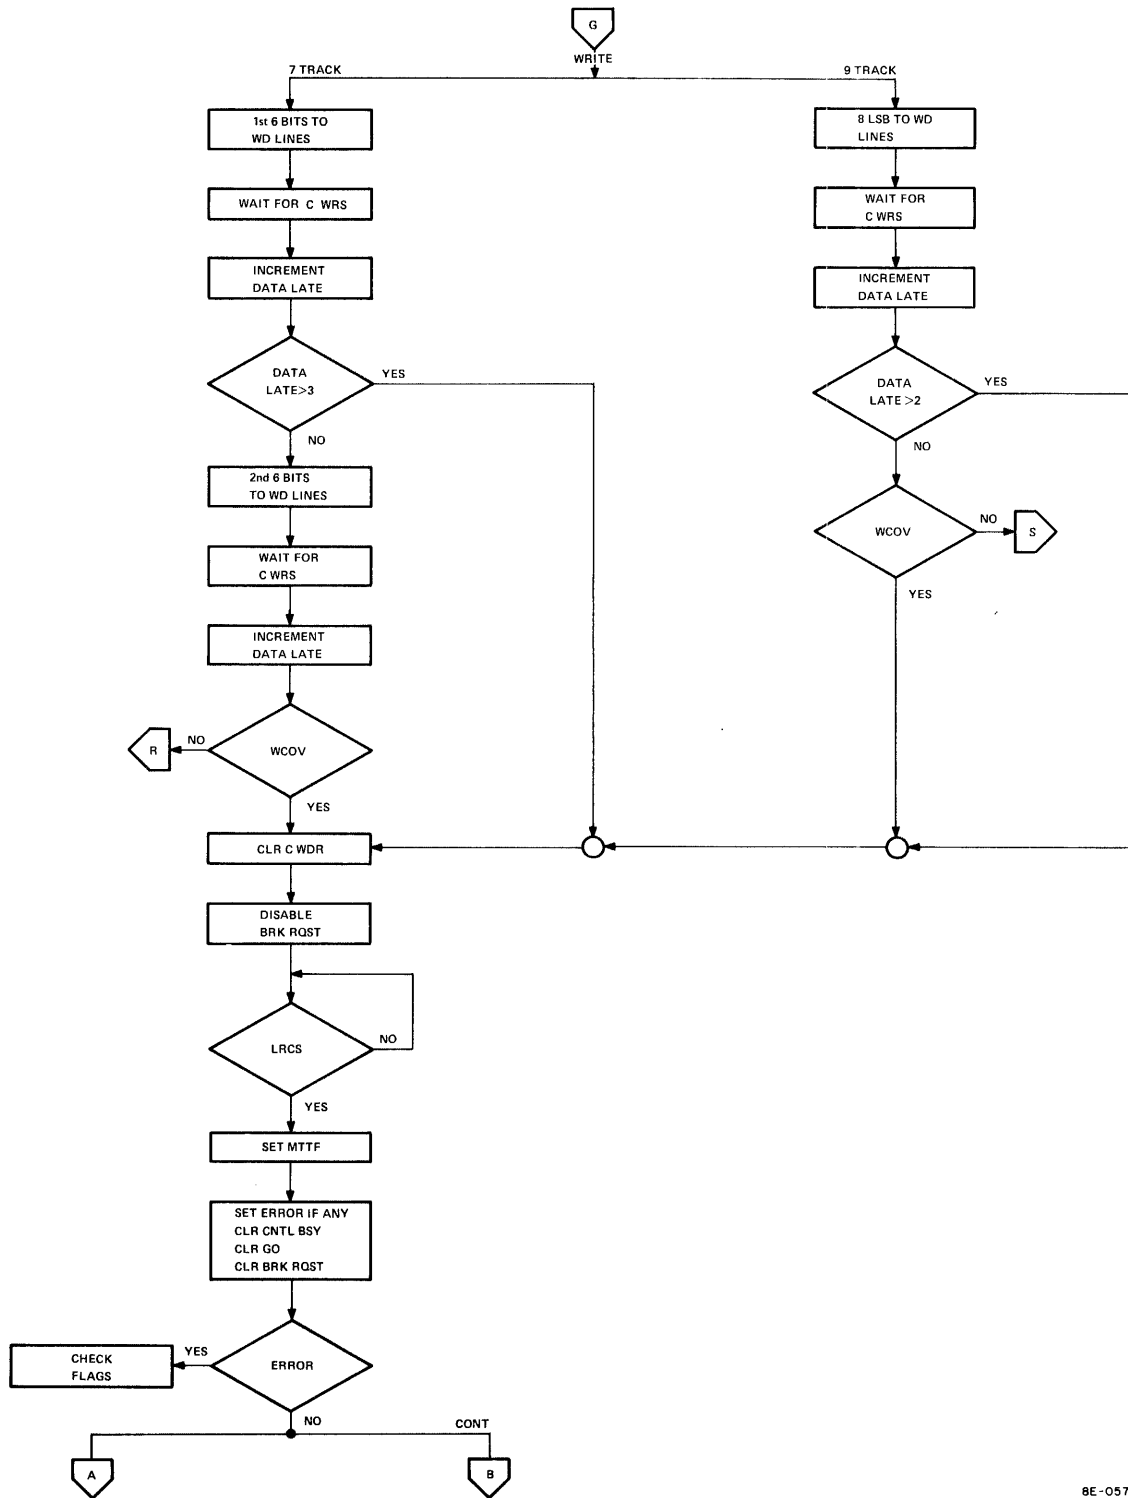 G
WRITE
7 TRACK
9 TRACK
1st 6 BITS TO
WD LINES
8 LSB TO WD
LINES
WAIT FOR C WRS
WAIT FOR
C WRS
INCREMENT
DATA LATE
INCREMENT
DATA LATE
DATA
LATE>3
YES
NO
DATA
LATE >2
YES
NO
2nd 6 BITS
TO WD LINES
WCOV
NO
S
YES
WAIT FOR
C WRS
INCREMENT
DATA LATE
WCOV
NO
R
YES
CLR C WDR
DISABLE
BRK RQST
LRCS
NO
YES
SET MTTF
SET ERROR IF ANY
CLR CNTL BSY
CLR GO
CLR BRK RQST
ERROR
YES
CHECK
FLAGS
NO
CONT
A
B
8E-057